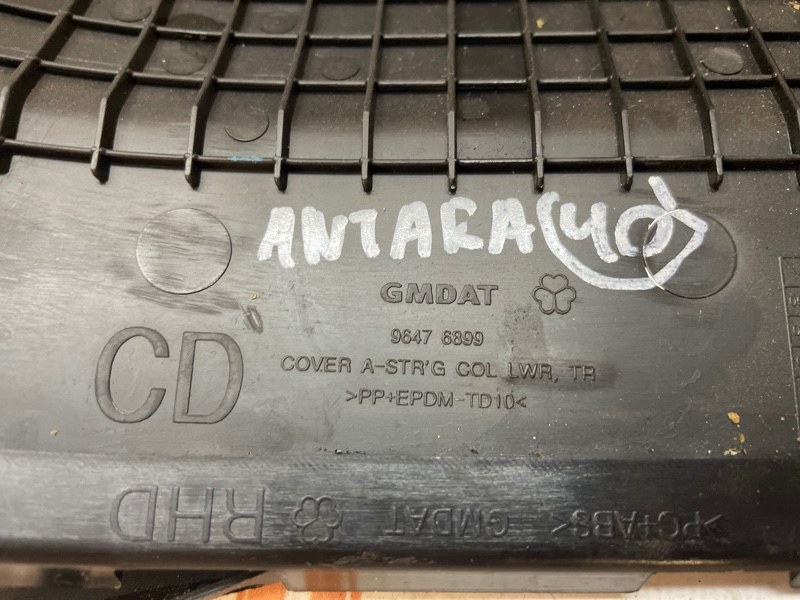 ANTARA(40)
GMDAT
9647 6899
CD
COVER A-STR'G COL LWR, TR
>PP+EPDM-TD10<
RHD GMDAT >PC+ABS<